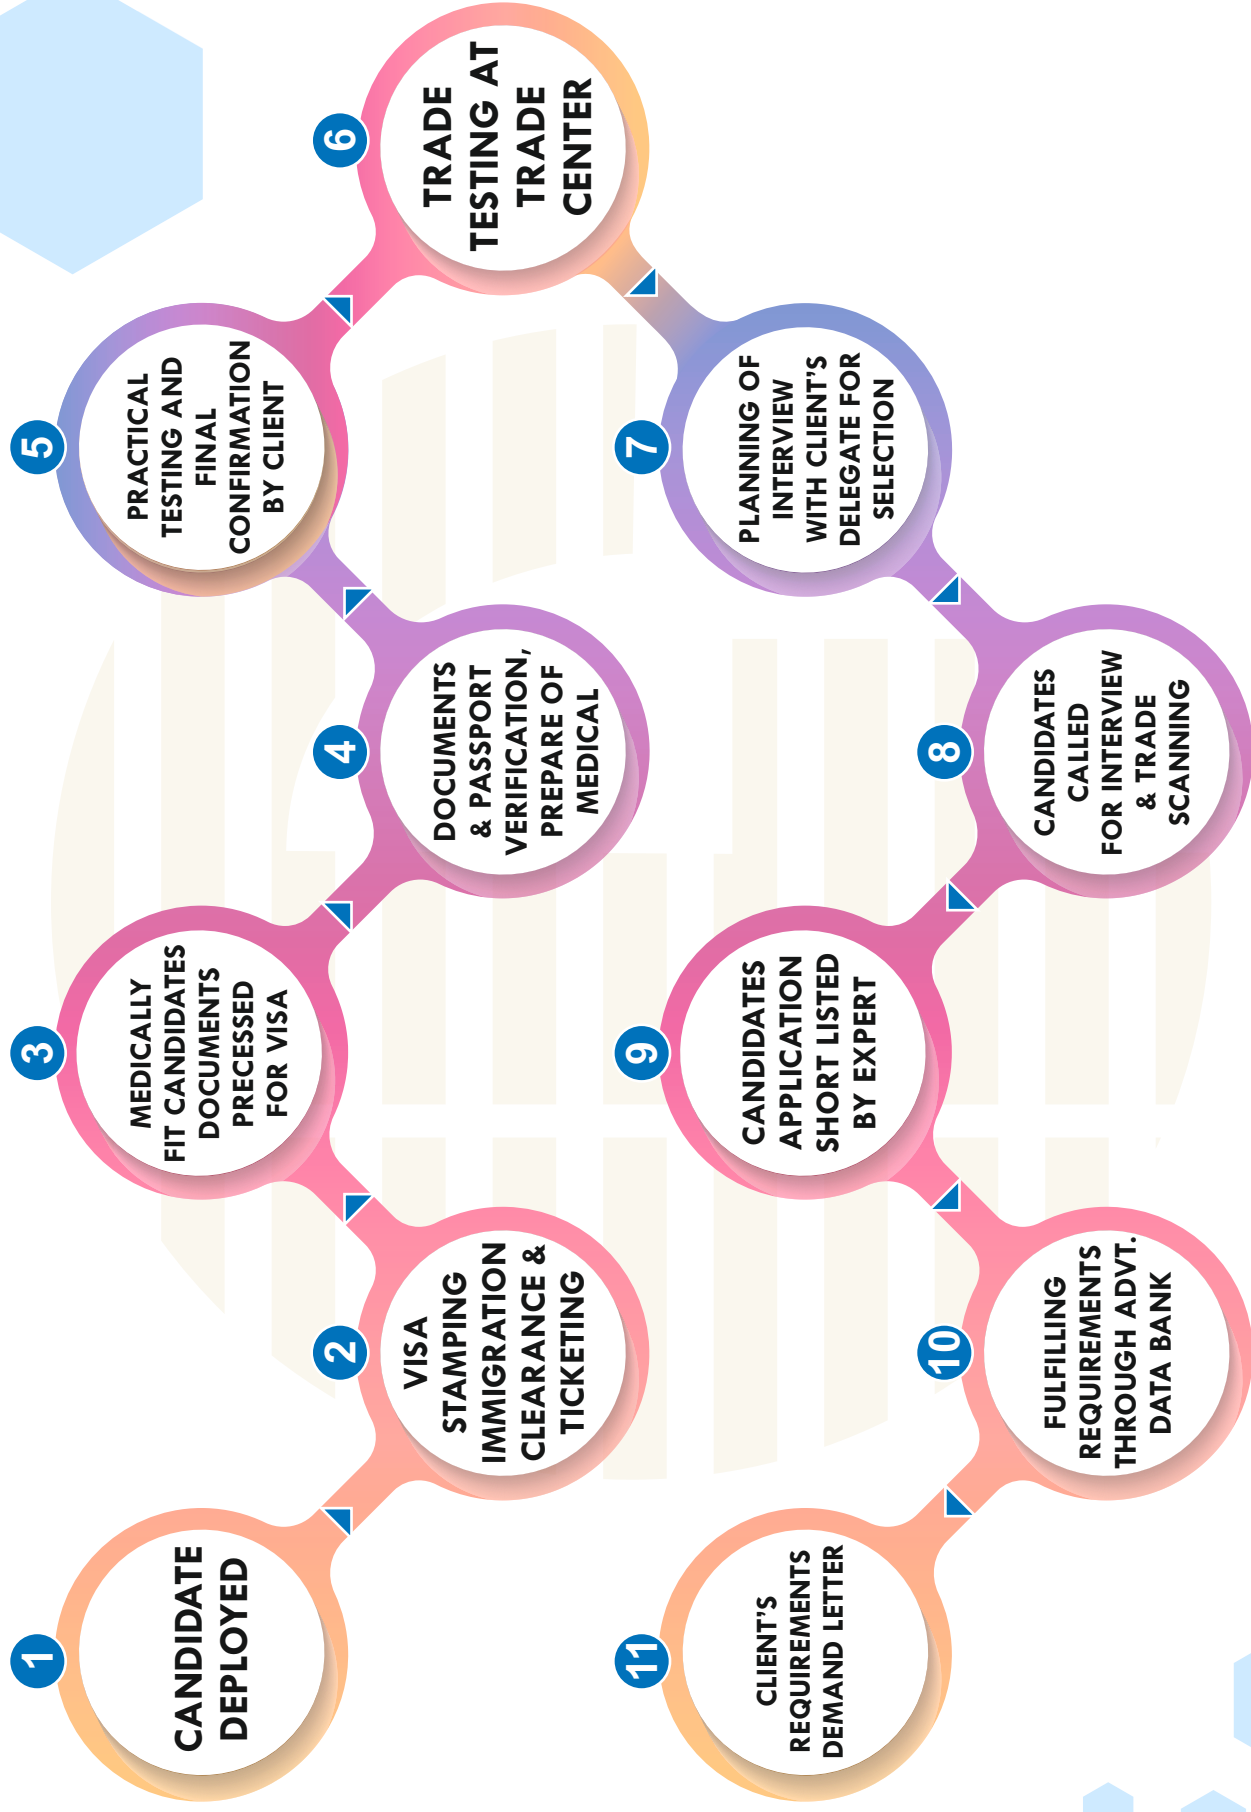 1
CANDIDATE
DEPLOYED
2
VISA
STAMPING
IMMIGRATION
CLEARANCE &
TICKETING
3
MEDICALLY
FIT CANDIDATES
DOCUMENTS
PRECESSED
FOR VISA
4
DOCUMENTS
& PASSPORT
VERIFICATION,
PREPARE OF
MEDICAL
5
PRACTICAL
TESTING AND
FINAL
CONFIRMATION
BY CLIENT
6
TRADE
TESTING AT
TRADE
CENTER
7
PLANNING OF
INTERVIEW
WITH CLIENT'S
DELEGATE FOR
SELECTION
8
CANDIDATES
CALLED
FOR INTERVIEW
& TRADE
SCANNING
9
CANDIDATES
APPLICATION
SHORT LISTED
BY EXPERT
10
FULFILLING
REQUIREMENTS
THROUGH ADVT.
DATA BANK
11
CLIENT'S
REQUIREMENTS
DEMAND LETTER